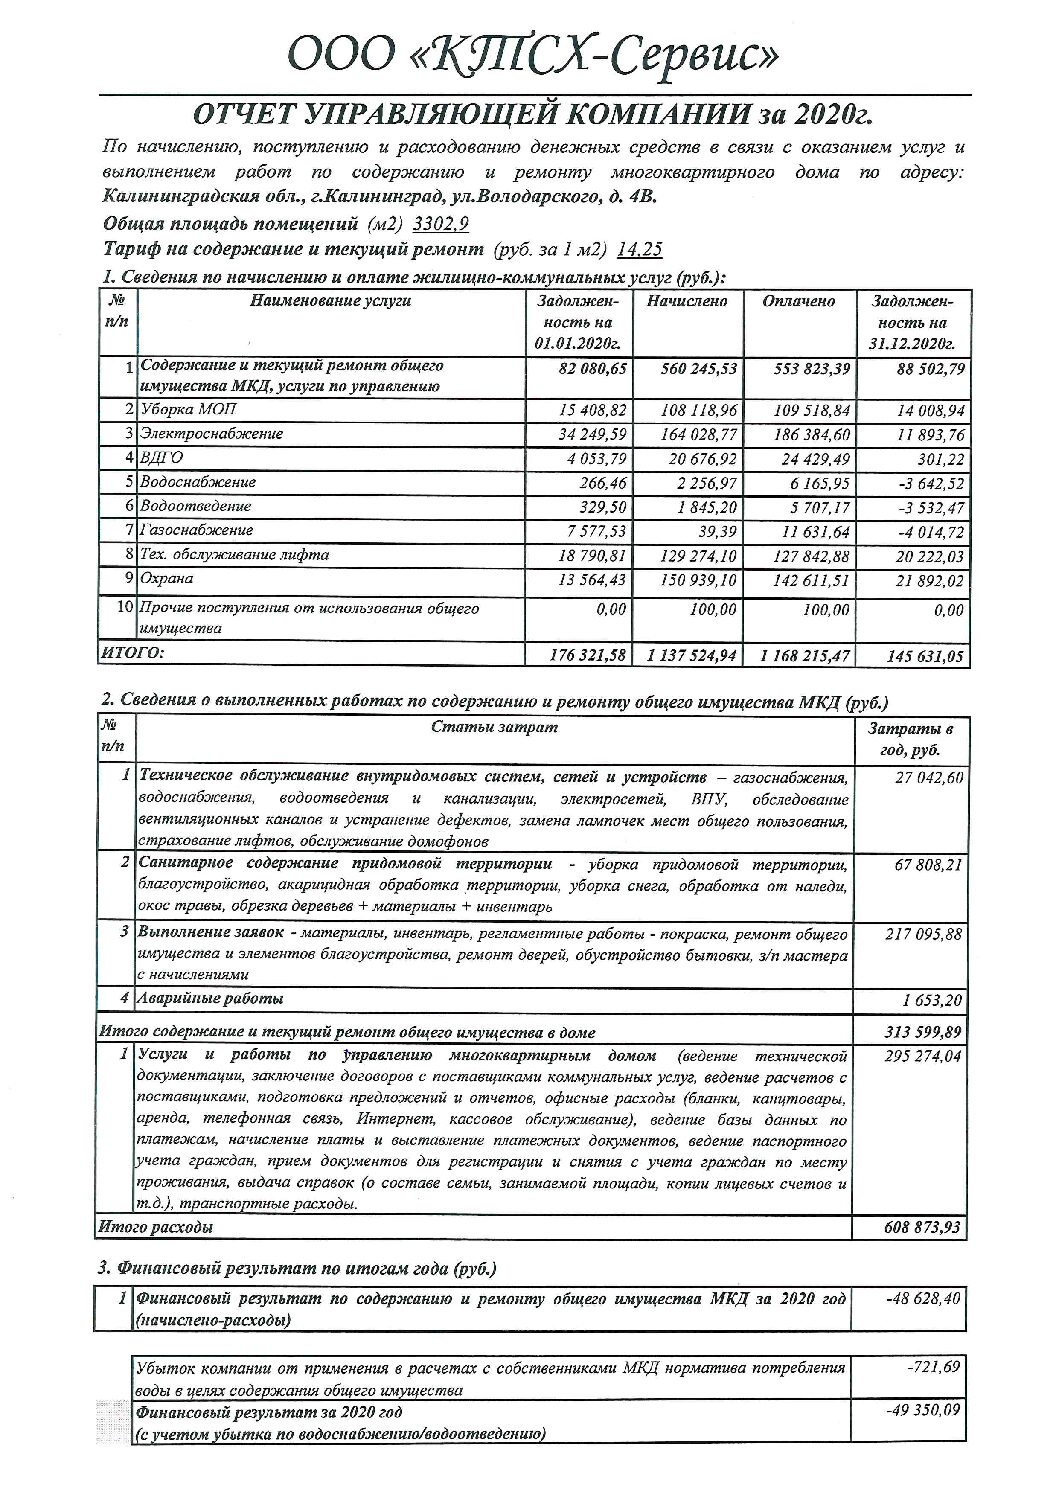 ООО «КТСХ-Сервис»
ОТЧЕТ УПРАВЛЯЮЩЕЙ КОМПАНИИ за 2020г.
По начислению, поступлению и расходованию денежных средств в связи с оказанием услуг и
выполнением работ по содержанию и ремонту многоквартирного дома по адресу:
Калининградская обл., г.Калининград, ул.Володарского, д. 4В.
Общая площадь помещений (м2) 3302,9
Тариф на содержание и текущий ремонт (руб. за 1 м2) 14,25
1. Сведения по начислению и оплате жилищно-коммунальных услуг (руб.):
№ Наименование услуги Задолжен- Начислено Оплачено Задолжен-
п/п ность на ность на
01.01.2020г. 31.12.2020г.
1 Содержание и текущий ремонт общего 82 080,65 560 245,53 553 823,39 88 502,79
имущества МКД, услуги по управлению
2 Уборка МОП 15 408,82 108 118,96 109 518,84 14 008,94
3 Электроснабжение 34 249,59 164 028,77 186 384,60 11 893,76
4 ВДГО 4 053,79 20 676,92 24 429,49 301,22
5 Водоснабжение 266,46 2 256,97 6 165,95 -3 642,52
6 Водоотведение 329,50 1 845,20 5 707,17 -3 532,47
7 Газоснабжение 7 577,53 39,39 11 631,64 -4 014,72
8 Тех. обслуживание лифта 18 790,81 129 274,10 127 842,88 20 222,03
9 Охрана 13 564,43 150 939,10 142 611,51 21 892,02
10 Прочие поступления от использования общего 0,00 100,00 100,00 0,00
имущества
ИТОГО: 176 321,58 1 137 524,94 1 168 215,47 145 631,05
2. Сведения о выполненных работах по содержанию и ремонту общего имущества МКД (руб.)
№ Статьи затрат Затраты в
п/п год, руб.
1 Техническое обслуживание внутридомовых систем, сетей и устройств – газоснабжения, 27 042,60
водоснабжения, водоотведения и канализации, электросетей, ВПУ, обследование
вентиляционных каналов и устранение дефектов, замена лампочек мест общего пользования,
страхование лифтов, обслуживание домофонов
2 Санитарное содержание придомовой территории - уборка придомовой территории, 67 808,21
благоустройство, акарицидная обработка территории, уборка снега, обработка от наледи,
окос травы, обрезка деревьев + материалы + инвентарь
3 Выполнение заявок - материалы, инвентарь, регламентные работы - покраска, ремонт общего 217 095,88
имущества и элементов благоустройства, ремонт дверей, обустройство бытовки, з/п мастера
с начислениями
4 Аварийные работы 1 653,20
Итого содержание и текущий ремонт общего имущества в доме 313 599,89
1 Услуги и работы по управлению многоквартирным домом (ведение технической 295 274,04
документации, заключение договоров с поставщиками коммунальных услуг, ведение расчетов с
поставщиками, подготовка предложений и отчетов, офисные расходы (бланки, канцтовары,
аренда, телефонная связь, Интернет, кассовое обслуживание), ведение базы данных по
платежам, начисление платы и выставление платежных документов, ведение паспортного
учета граждан, прием документов для регистрации и снятия с учета граждан по месту
проживания, выдача справок (о составе семьи, занимаемой площади, копии лицевых счетов и
т.д.), транспортные расходы.
Итого расходы 608 873,93
3. Финансовый результат по итогам года (руб.)
1 Финансовый результат по содержанию и ремонту общего имущества МКД за 2020 год -48 628,40
(начислено-расходы)
Убыток компании от применения в расчетах с собственниками МКД норматива потребления -721,69
воды в целях содержания общего имущества
Финансовый результат за 2020 год -49 350,09
(с учетом убытка по водоснабжению/водоотведению)